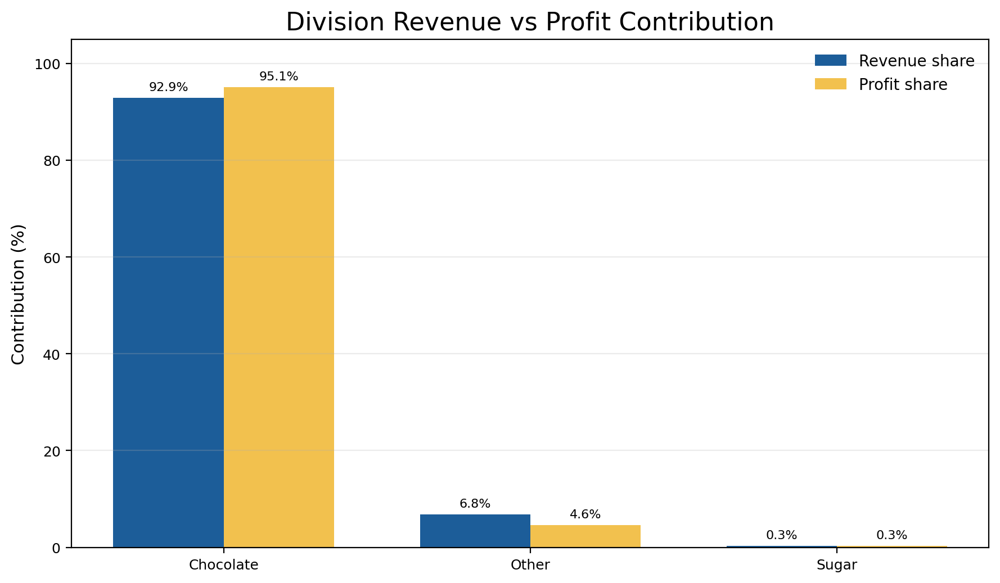 Division Revenue vs Profit Contribution
Revenue share
Profit share
Contribution (%)
100
80
60
40
20
0
92.9%
95.1%
6.8%
4.6%
0.3%
0.3%
Chocolate
Other
Sugar